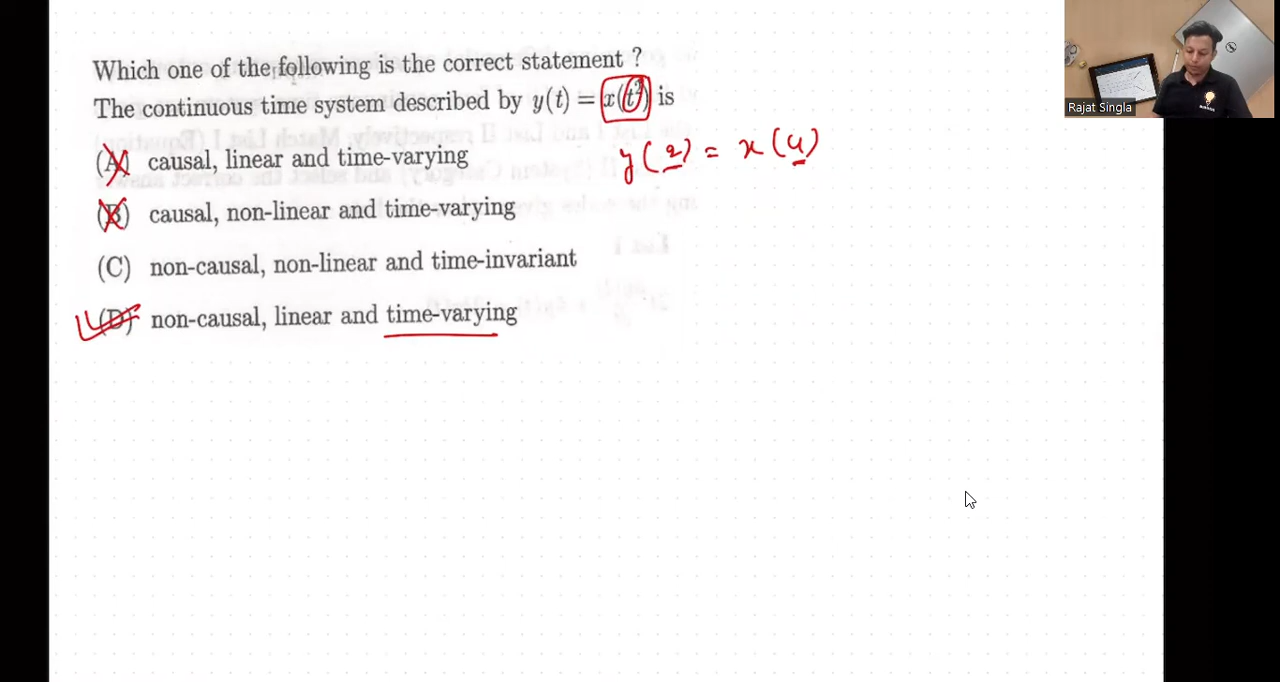 Which one of the following is the correct statement ?
The continuous time system described by y(t) = x(t²) is
(A) causal, linear and time-varying
y(2) = x(4)
(B) causal, non-linear and time-varying
(C) non-causal, non-linear and time-invariant
(D) non-causal, linear and time-varying
Rajat Singla